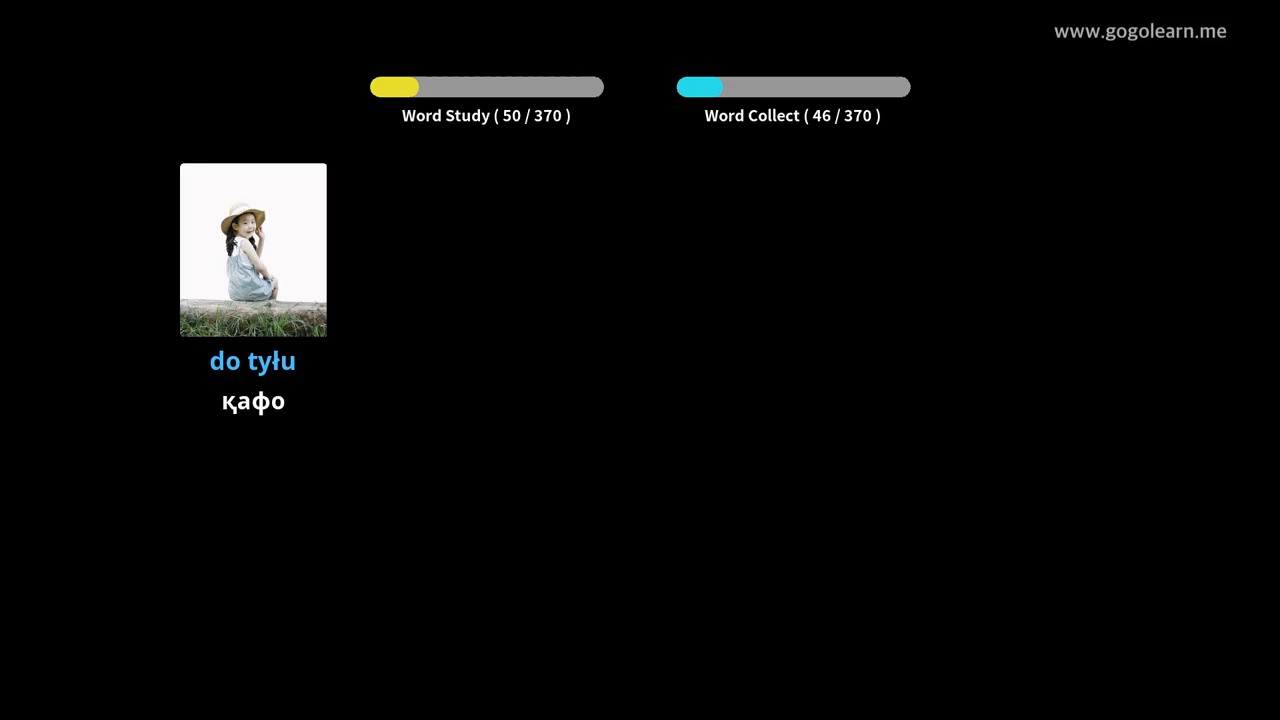 www.gogolearn.me
Word Study ( 50 / 370 )
Word Collect ( 46 / 370 )
do tyłu
қафо